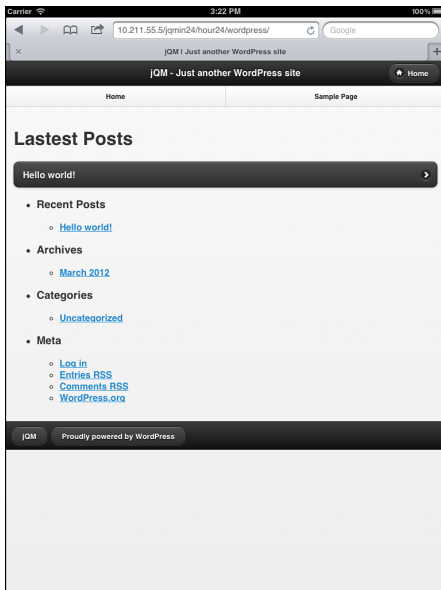 Carrier 3:22 PM 100%
10.211.55.5/jqmin24/hour24/wordpress/ Google
jQM | Just another WordPress site
jQM - Just another WordPress site Home
Home Sample Page
Lastest Posts
Hello world!
Recent Posts
Hello world!
Archives
March 2012
Categories
Uncategorized
Meta
Log in
Entries RSS
Comments RSS
WordPress.org
jQM Proudly powered by WordPress